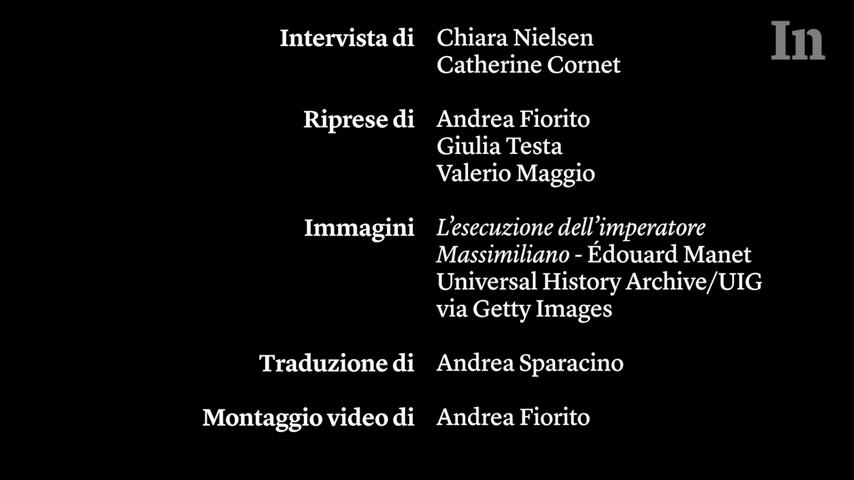 In
Intervista di Chiara Nielsen
Catherine Cornet
Riprese di Andrea Fiorito
Giulia Testa
Valerio Maggio
Immagini L'esecuzione dell'imperatore
Massimiliano - Édouard Manet
Universal History Archive/UIG
via Getty Images
Traduzione di Andrea Sparacino
Montaggio video di Andrea Fiorito